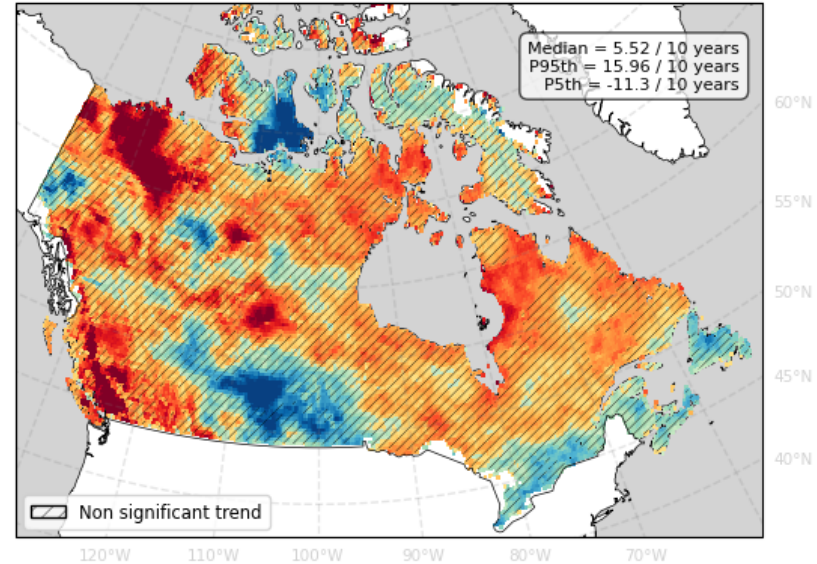 Median = 5.52 / 10 years
P95th = 15.96 / 10 years
P5th = -11.3 / 10 years
60°N
55°N
50°N
45°N
40°N
Non significant trend
120°W
110°W
100°W
90°W
80°W
70°W